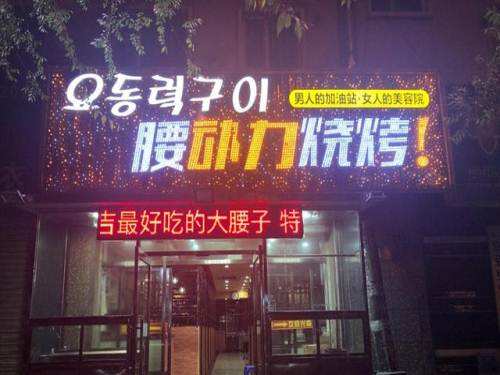 요동력구이
男人的加油站·女人的美容院
腰动力烧烤!
吉最好吃的大腰子 特